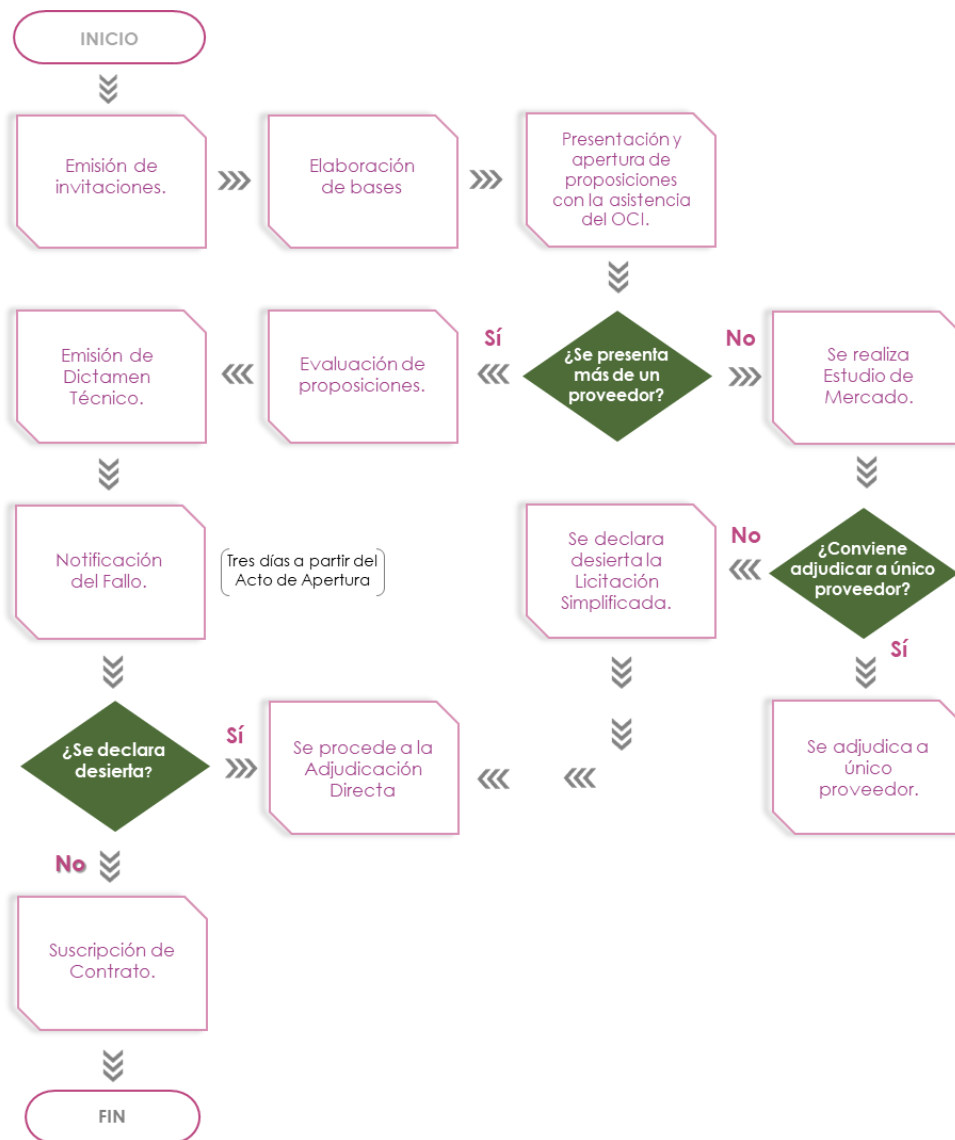 INICIO
Emisión de
invitaciones.
Elaboración
de bases
Presentación y
apertura de
proposiciones
con la asistencia
del OCI.
Emisión de
Dictamen
Técnico.
Evaluación de
proposiciones.
Sí
¿Se presenta
más de un
proveedor?
No
Se realiza
Estudio de
Mercado.
Notificación
del Fallo.
Tres días a partir del
Acto de Apertura
Se declara
desierta la
Licitación
Simplificada.
No
¿Conviene
adjudicar a único
proveedor?
Sí
¿Se declara
desierta?
Sí
Se procede a la
Adjudicación
Directa
Se adjudica a
único
proveedor.
No
Suscripción de
Contrato.
FIN